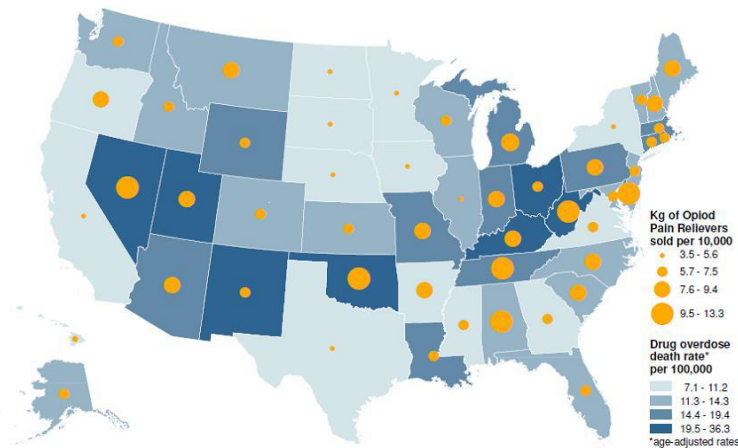 Kg of Opiod
Pain Relievers
sold per 10,000
3.5 - 5.6
5.7 - 7.5
7.6 - 9.4
9.5 - 13.3
Drug overdose
death rate*
per 100,000
7.1 - 11.2
11.3 - 14.3
14.4 - 19.4
19.5 - 36.3
*age-adjusted rates